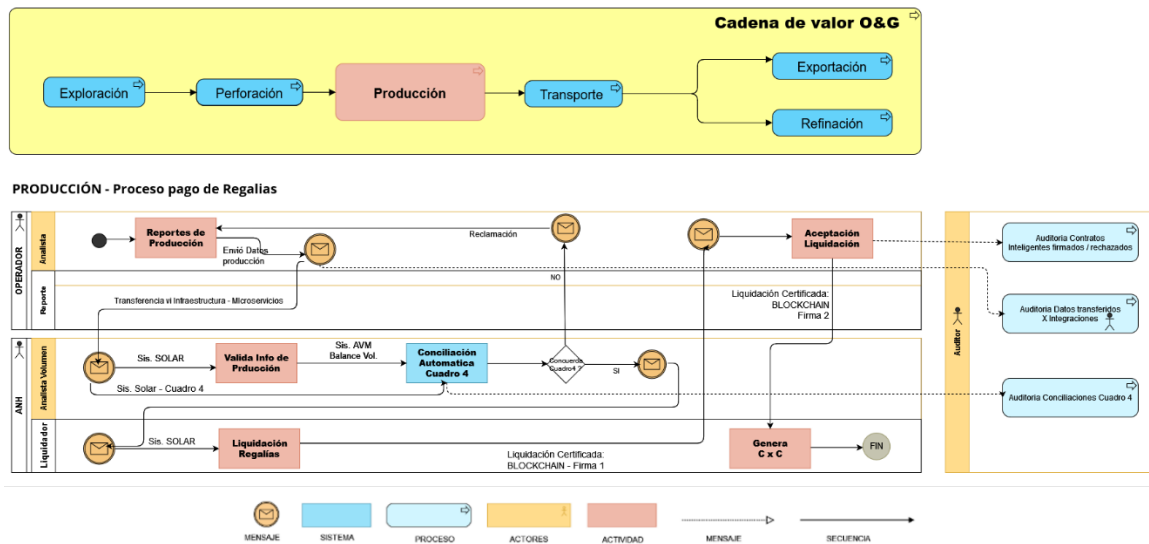 Cadena de valor O&G
Exploración
Perforación
Producción
Transporte
Exportación
Refinación
PRODUCCIÓN - Proceso pago de Regalias
OPERADOR
Analista
Reporte
Reportes de
Producción
Envió Datos
producción
Reclamación
NO
Aceptación
Liquidación
Transferencia vi Infraestructura - Microservicios
Liquidación Certificada:
BLOCKCHAIN
Firma 2
ANH
Analista Volumen
Liquidador
Sis. SOLAR
Valida Info de
Prducción
Sis. AVM
Balance Vol.
Conciliación
Automatica
Cuadro 4
Conquerda
Cuadro4 ?
SI
Sis. Solar - Cuadro 4
Sis. SOLAR
Liquidación
Regalías
Liquidación Certificada:
BLOCKCHAIN - Firma 1
Genera
C x C
FIN
Auditor
Auditoria Contratos
Inteligentes firmados / rechazados
Auditoria Datos transferidos
X Integraciones
Auditoria Conciliaciones Cuadro 4
MENSAJE
SISTEMA
PROCESO
ACTORES
ACTIVIDAD
MENSAJE
SECUENCIA